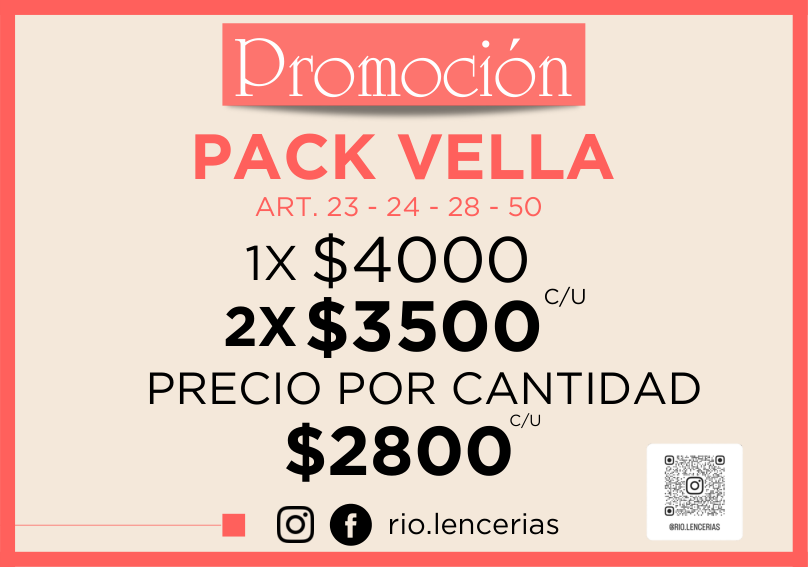 Promoción
PACK VELLA
ART. 23 - 24 - 28 - 50
1X $4000
2X $3500 C/U
PRECIO POR CANTIDAD
$2800 C/U
rio.lencerias
@RIO.LENCERIAS